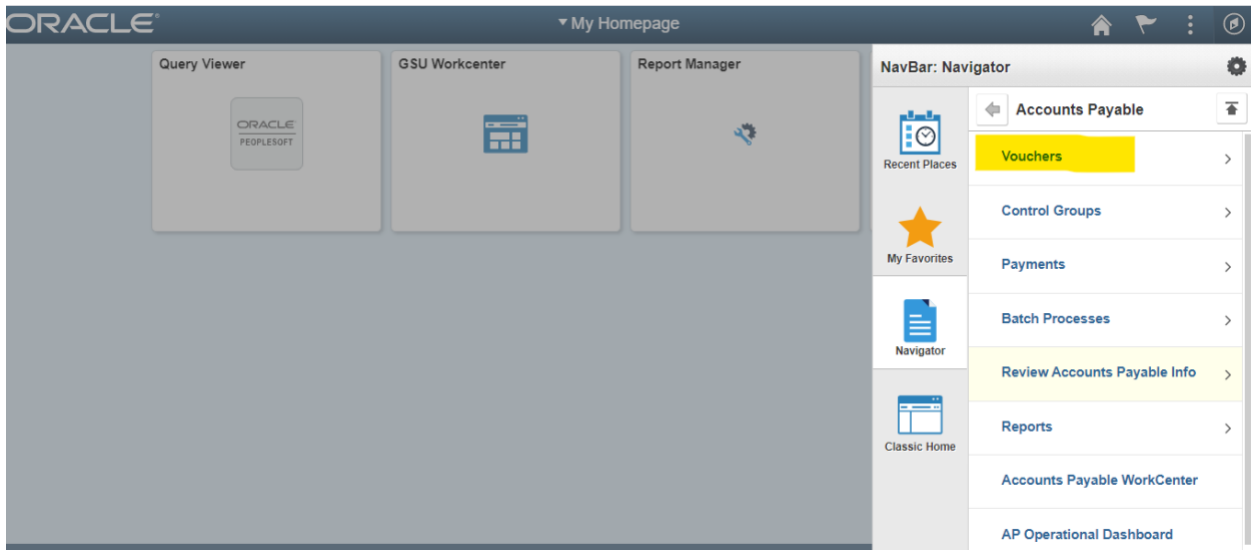 ORACLE
My Homepage
Query Viewer
GSU Workcenter
Report Manager
ORACLE
PEOPLESOFT
NavBar: Navigator
Recent Places
My Favorites
Navigator
Classic Home
Accounts Payable
Vouchers
Control Groups
Payments
Batch Processes
Review Accounts Payable Info
Reports
Accounts Payable WorkCenter
AP Operational Dashboard